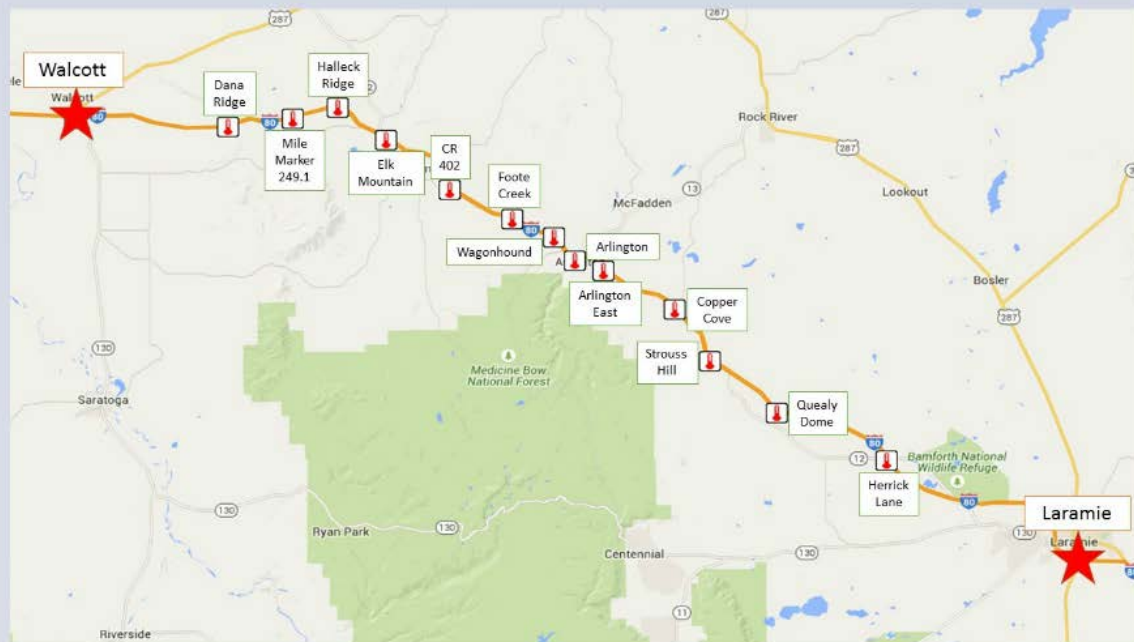 287
287
Walcott
Walcott
80
Dana
Ridge
80
Mile
Marker
249.1
Halleck
Ridge
Elk
Mountain
CR
402
Foote
Creek
80
Wagonhound
Arlington
Arlington
East
Copper
Cove
Strouss
Hill
Quealy
Dome
Herrick
Lane
Rock River
287
Lookout
13
McFadden
Bosler
287
130
Saratoga
Medicine Bow
National Forest
80
12
Bamforth National
Wildlife Refuge
80
Laramie
Laramie
130
80
Ryan Park
130
Centennial
130
11
Riverside